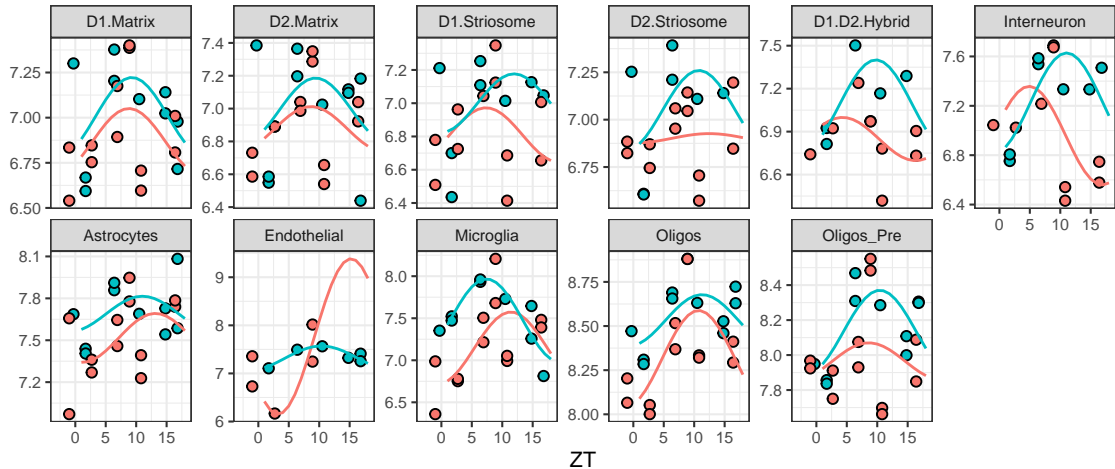 D1.Matrix D2.Matrix D1.Striosome D2.Striosome D1.D2.Hybrid Interneuron
7.25 7.00 6.75 6.50
7.4 7.2 7.0 6.8 6.6 6.4
7.25 7.00 6.75 6.50
7.25 7.00 6.75
7.5 7.2 6.9 6.6
7.6 7.2 6.8 6.4
0 5 10 15
Astrocytes Endothelial Microglia Oligos Oligos_Pre
8.1 7.8 7.5 7.2
9 8 7 6
8.0 7.5 7.0 6.5
8.75 8.50 8.25 8.00
8.4 8.2 8.0 7.8
0 5 10 15 0 5 10 15 0 5 10 15 0 5 10 15 0 5 10 15
ZT